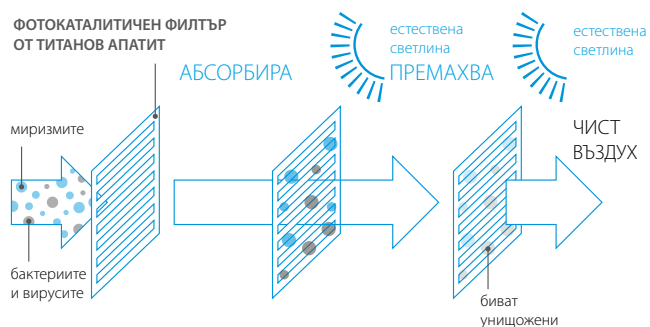 ФОТОКАТАЛИТИЧЕН ФИЛТЪР
ОТ ТИТАНОВ АПАТИТ
АБСОРБИРА
естествена
светлина
ПРЕМАХВА
естествена
светлина
миризмите
ЧИСТ
ВЪЗДУХ
бактериите
и вирусите
биват
унищожени